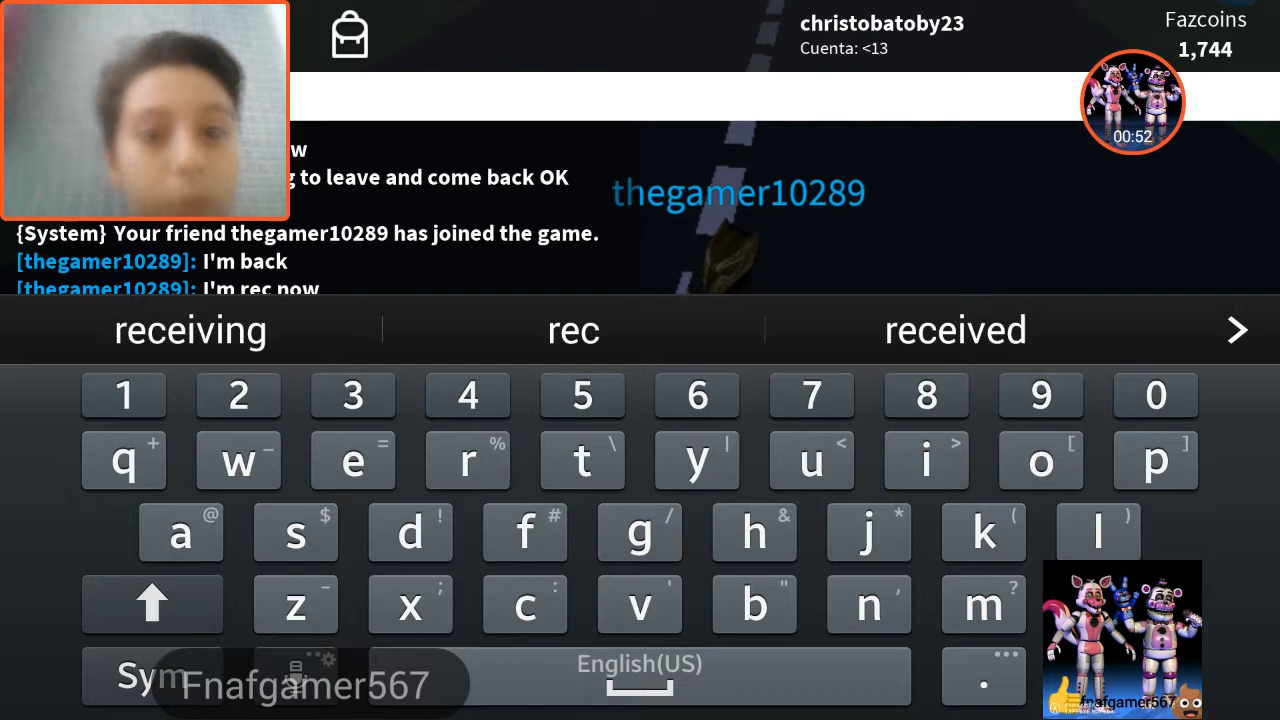 christobatoby23
Cuenta: <13
Fazcoins
1,744
00:52
w
g to leave and come back OK
thegamer10289
{System} Your friend thegamer10289 has joined the game.
[thegamer10289]: I'm back
[thegamer10289]: I'm rec now
receiving rec received >
1 2 3 4 5 6 7 8 9 0
q + w _ e = r % t \ y | u < i > o [ p ]
a @ s $ d ! f # g / h & j * k ( l )
z - x ; c : v ' b " n , m ?
Sym English(US) . •••
Fnafgamer567
fnafgamer567